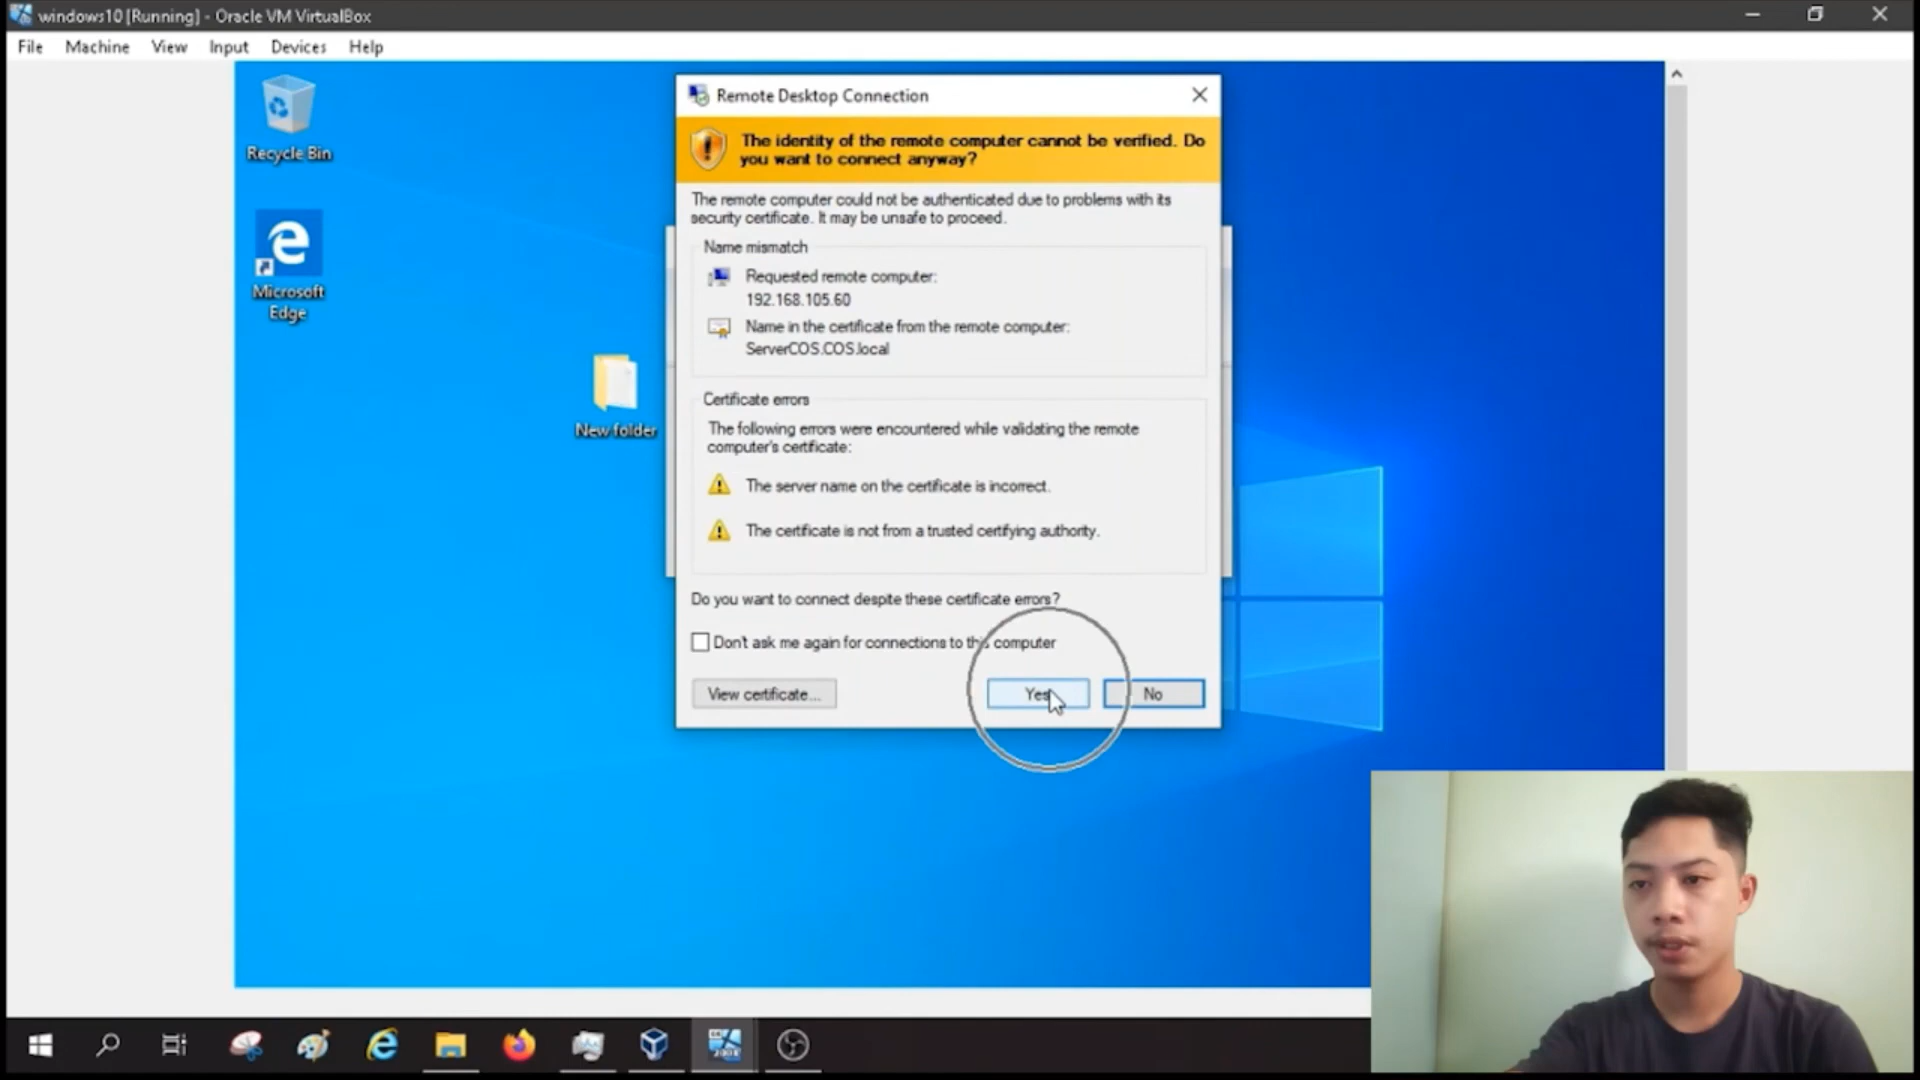 windows10 [Running] - Oracle VM VirtualBox
File Machine View Input Devices Help
Recycle Bin
Microsoft
Edge
New folder
Remote Desktop Connection
The identity of the remote computer cannot be verified. Do
you want to connect anyway?
The remote computer could not be authenticated due to problems with its
security certificate. It may be unsafe to proceed.
Name mismatch
Requested remote computer:
192.168.105.60
Name in the certificate from the remote computer:
ServerCOS.COS.local
Certificate errors
The following errors were encountered while validating the remote
computer's certificate:
The server name on the certificate is incorrect.
The certificate is not from a trusted certifying authority.
Do you want to connect despite these certificate errors?
Don't ask me again for connections to this computer
View certificate...
Yes
No